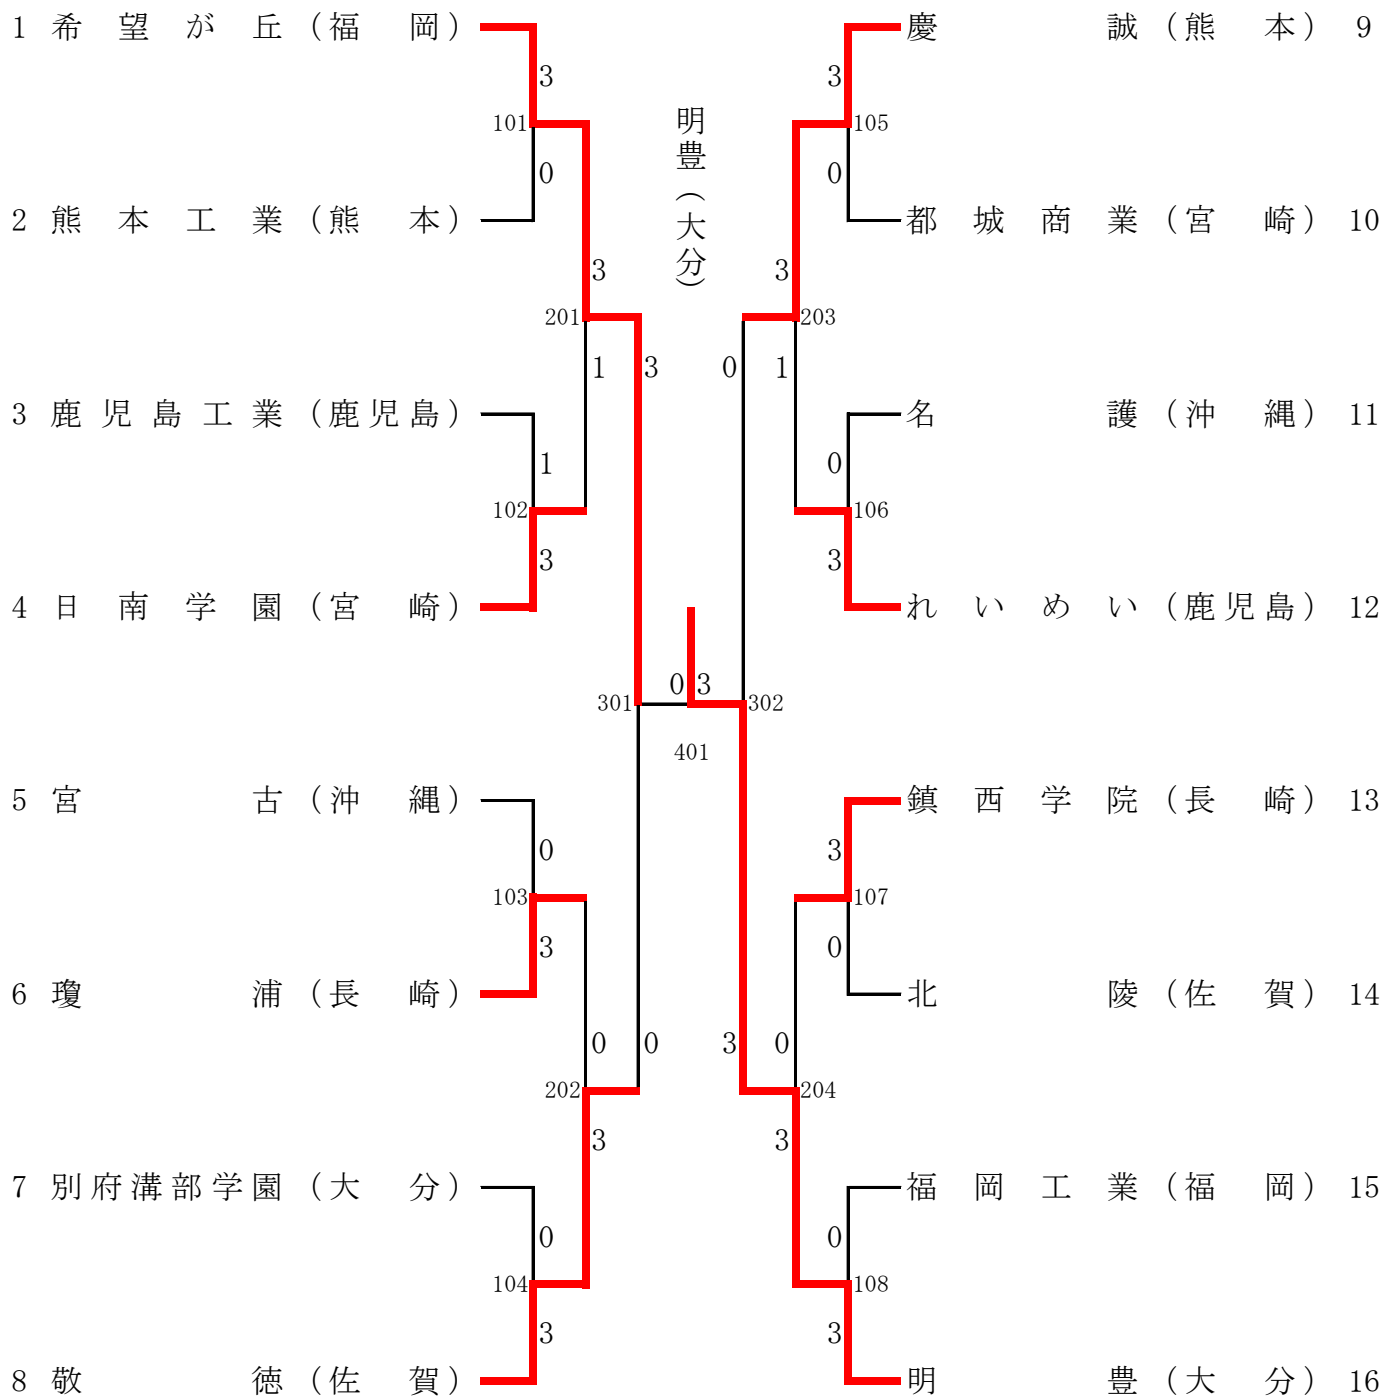 1 希望が丘(福岡) 慶誠(熊本) 9
3 3
101 105
明豊(大分)
0 0
2 熊本工業(熊本) 都城商業(宮崎) 10
3 3
201 203
1 3 0 1
3 鹿児島工業(鹿児島) 名護(沖縄) 11
1 0
102 106
3 3
4 日南学園(宮崎) れいめい(鹿児島) 12
0 3
301 302
401
5 宮古(沖縄) 鎮西学院(長崎) 13
0 3
103 107
3 0
6 瓊浦(長崎) 北陵(佐賀) 14
0 0 3 0
202 204
3 3
7 別府溝部学園(大分) 福岡工業(福岡) 15
0 0
104 108
3 3
8 敬徳(佐賀) 明豊(大分) 16